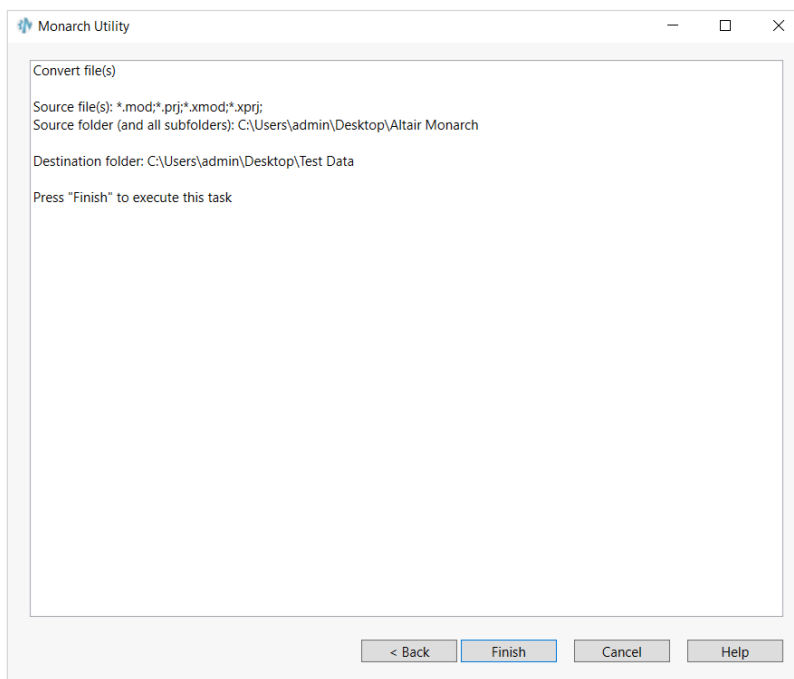 Monarch Utility
Convert file(s)
Source file(s): *.mod;*.prj;*.xmod;*.xprj;
Source folder (and all subfolders): C:\Users\admin\Desktop\Altair Monarch
Destination folder: C:\Users\admin\Desktop\Test Data
Press "Finish" to execute this task
< Back Finish Cancel Help